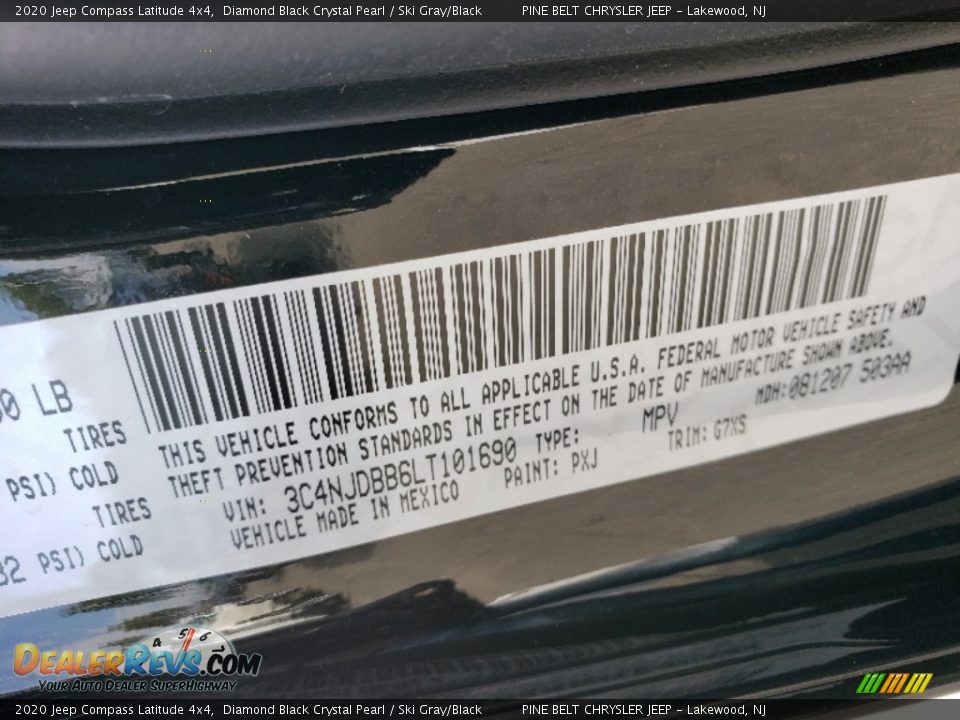 2020 Jeep Compass Latitude 4x4, Diamond Black Crystal Pearl / Ski Gray/Black PINE BELT CHRYSLER JEEP - Lakewood, NJ
0 LB
TIRES
PSI) COLD
TIRES
32 PSI) COLD
THIS VEHICLE CONFORMS TO ALL APPLICABLE U.S.A. FEDERAL MOTOR VEHICLE SAFETY AND
THEFT PREVENTION STANDARDS IN EFFECT ON THE DATE OF MANUFACTURE SHOWN ABOVE.
VIN: 3C4NJDBB6LT101690 TYPE: MPV MDH:081207 503AA
VEHICLE MADE IN MEXICO PAINT: PXJ TRIM: G7XS
4 5 6 7
DEALERREVS.COM
YOUR AUTO DEALER SUPERHIGHWAY
2020 Jeep Compass Latitude 4x4, Diamond Black Crystal Pearl / Ski Gray/Black PINE BELT CHRYSLER JEEP - Lakewood, NJ